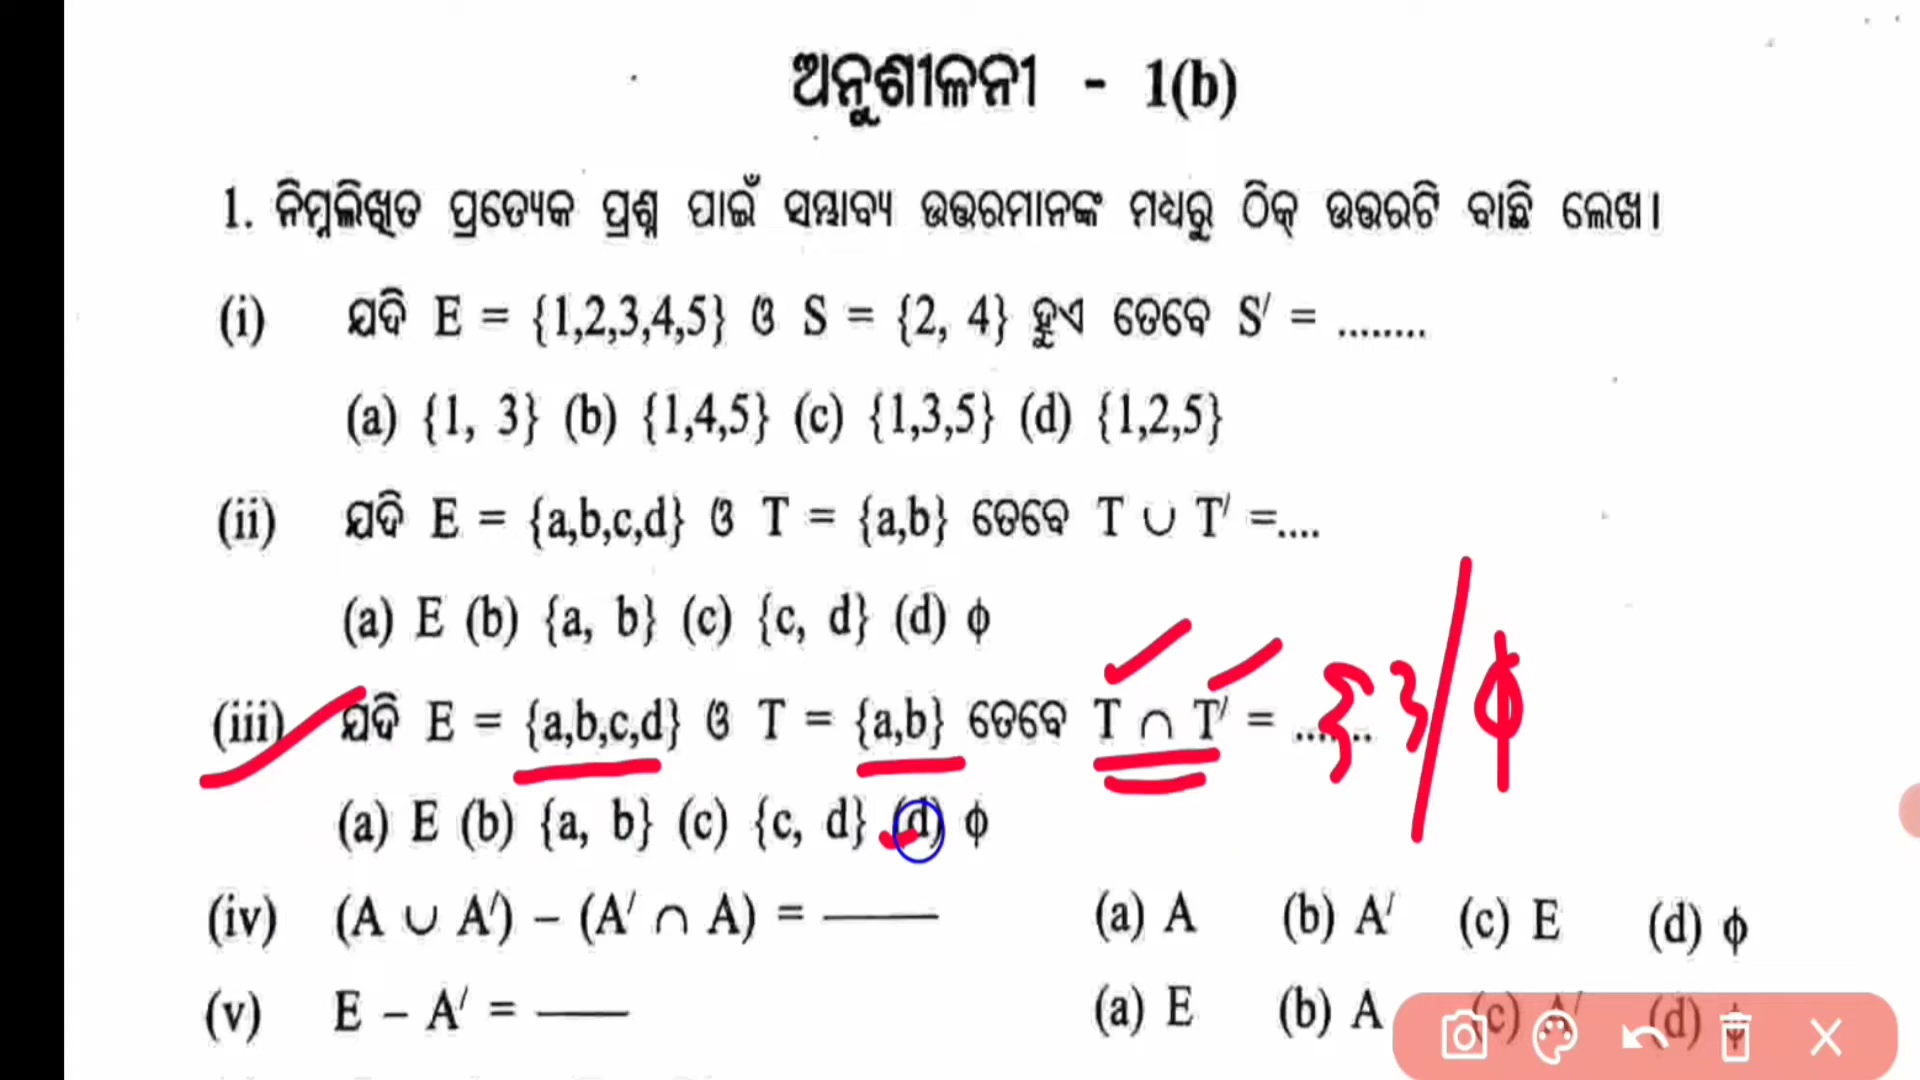 ଅନୁଶୀଳନୀ - 1(b)
1. ନିମ୍ନଲିଖିତ ପ୍ରତ୍ୟେକ ପ୍ରଶ୍ନ ପାଇଁ ସମ୍ଭାବ୍ୟ ଉତ୍ତରମାନଙ୍କ ମଧ୍ୟରୁ ଠିକ୍ ଉତ୍ତରଟି ବାଛି ଲେଖ।
(i) ଯଦି E = {1,2,3,4,5} ଓ S = {2, 4} ହୁଏ ତେବେ S′ = ........
(a) {1, 3} (b) {1,4,5} (c) {1,3,5} (d) {1,2,5}
(ii) ଯଦି E = {a,b,c,d} ଓ T = {a,b} ତେବେ T ∪ T′ =....
(a) E (b) {a, b} (c) {c, d} (d) ϕ
(iii) ଯଦି E = {a,b,c,d} ଓ T = {a,b} ତେବେ T ∩ T′ = ....... { } / ϕ
(a) E (b) {a, b} (c) {c, d} (d) ϕ
(iv) (A ∪ A′) – (A′ ∩ A) = —— (a) A (b) A′ (c) E (d) ϕ
(v) E – A′ = —— (a) E (b) A (c) A′ (d) ϕ